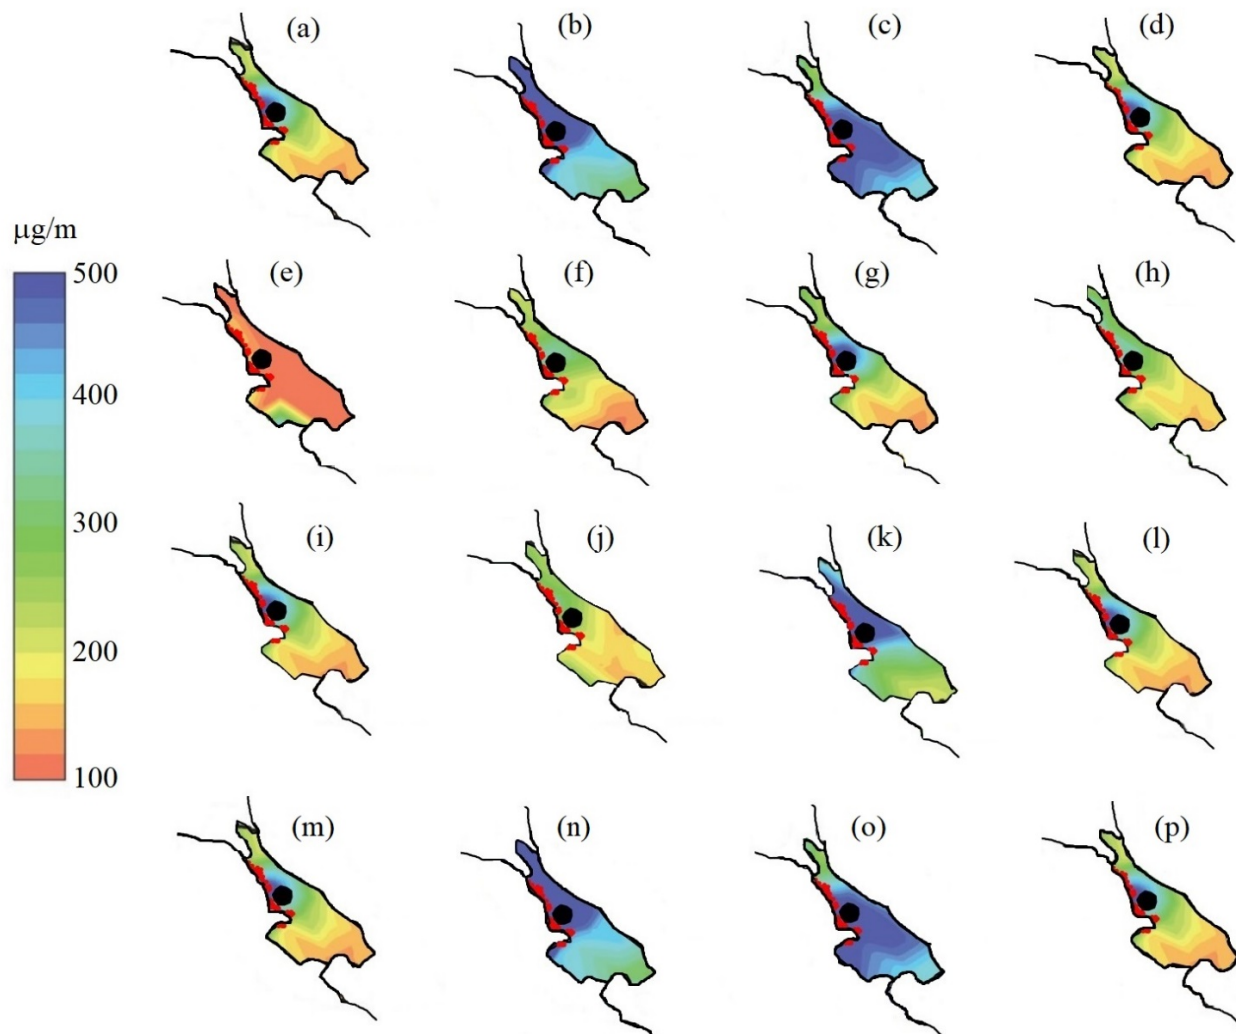 (a) (b) (c) (d)
μg/m
500
(e) (f) (g) (h)
400
300
(i) (j) (k) (l)
200
100
(m) (n) (o) (p)